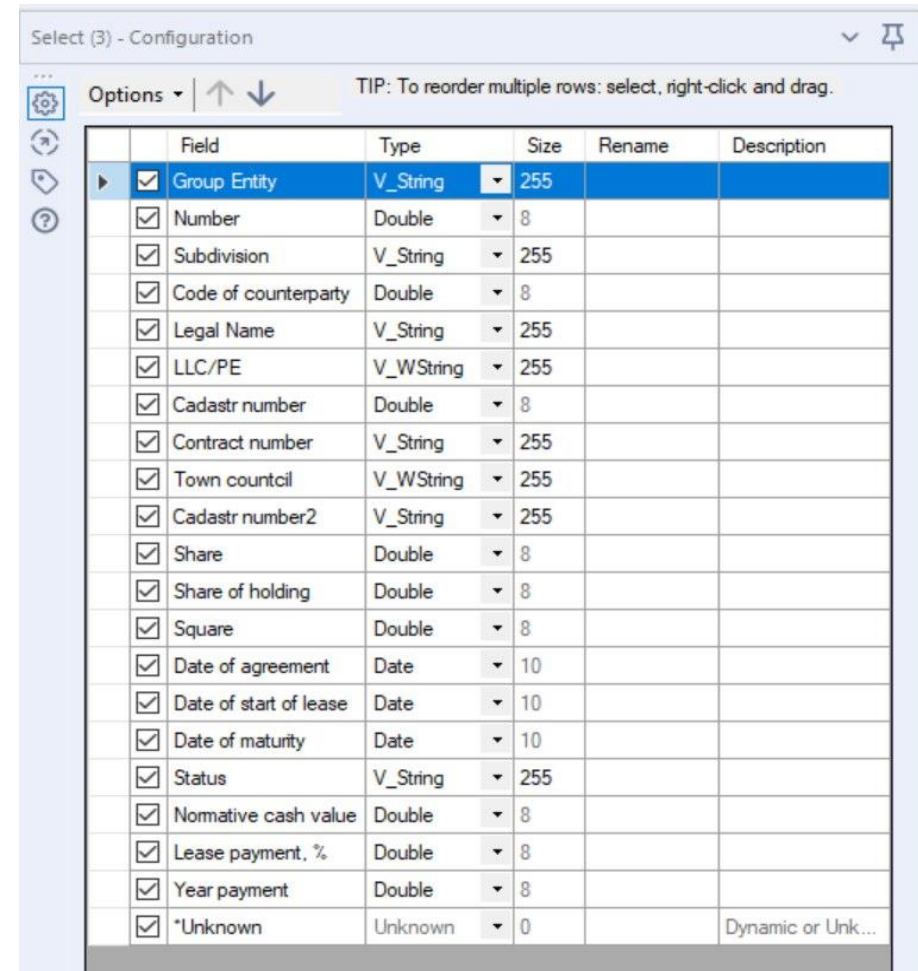 Select (3) - Configuration
Options TIP: To reorder multiple rows: select, right-click and drag.
Field Type Size Rename Description
Group Entity V_String 255
Number Double 8
Subdivision V_String 255
Code of counterparty Double 8
Legal Name V_String 255
LLC/PE V_WString 255
Cadastr number Double 8
Contract number V_String 255
Town countcil V_WString 255
Cadastr number2 V_String 255
Share Double 8
Share of holding Double 8
Square Double 8
Date of agreement Date 10
Date of start of lease Date 10
Date of maturity Date 10
Status V_String 255
Normative cash value Double 8
Lease payment, % Double 8
Year payment Double 8
*Unknown Unknown 0 Dynamic or Unk...